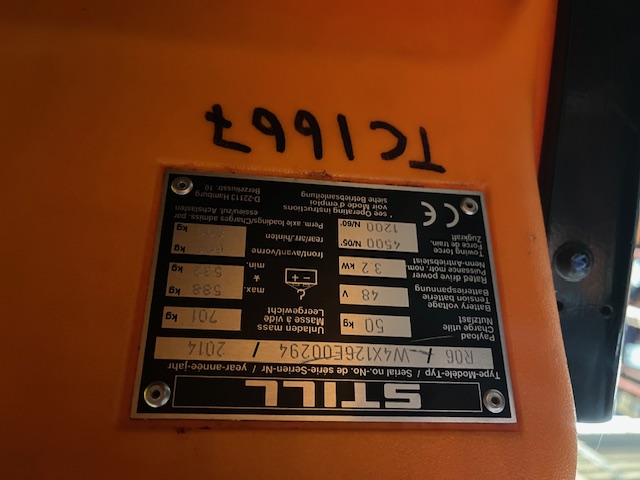 STILL
Type-Modèle-Typ / Serial no.-No. de série-Serien-Nr / year-année-jahr
R06 / W4X126E00294 / 2014
Payload
Charge utile
Nutzlast
50 kg
Unladen mass
Masse à vide
Leergewicht
701 kg
Battery voltage
Tension batterie
Batteriespannung
48 V
max. 588 kg
* min. 532 kg
Rated drive power
Puissance mot. nom
Nenn-Antriebsleist
3.2 kW
Towing force
Force de train.
Zugkraft
4500 N/05'
1200 N/60'
front/avant/vorne
rear/arr./hinten
kg
kg
Perm. axle loading/Charges admiss. par
essieu/zul. Achslasten
CE
* see Operating instructions
voir Mode d'emploi
siehe Betriebsanleitung
Berzeliusstr. 10
D-22113 Hamburg
TC1667